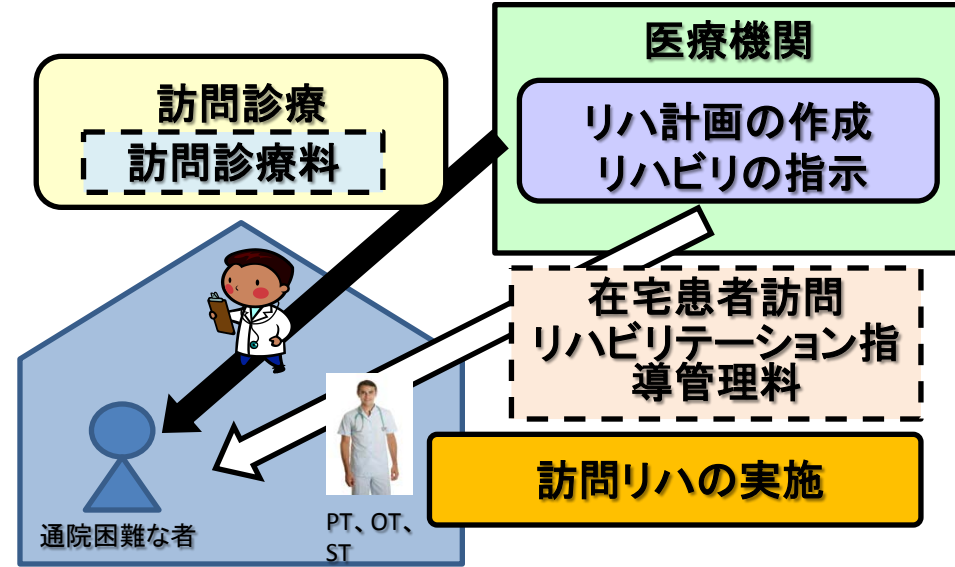 医療機関
リハ計画の作成
リハビリの指示
訪問診療
訪問診療料
在宅患者訪問
リハビリテーション指
導管理料
訪問リハの実施
通院困難な者
PT、OT、
ST